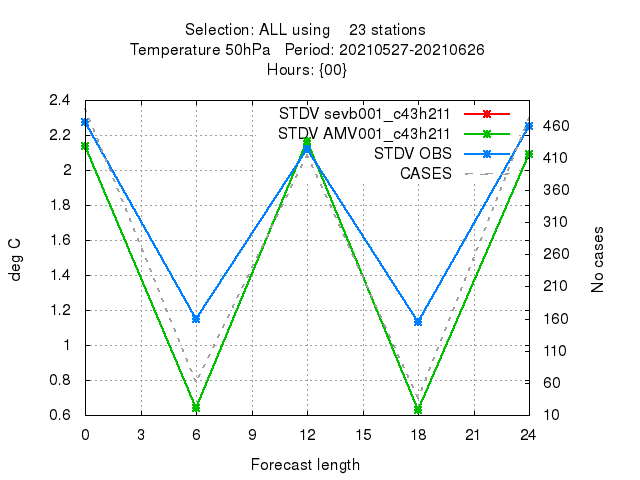 Selection: ALL using 23 stations
Temperature 50hPa Period: 20210527-20210626
Hours: {00}
STDV sevb001_c43h211
STDV AMV001_c43h211
STDV OBS
CASES
2.4
2.2
2
1.8
1.6
1.4
1.2
1
0.8
0.6
deg C
460
410
360
310
260
210
160
110
60
10
No cases
0 3 6 9 12 15 18 21 24
Forecast length